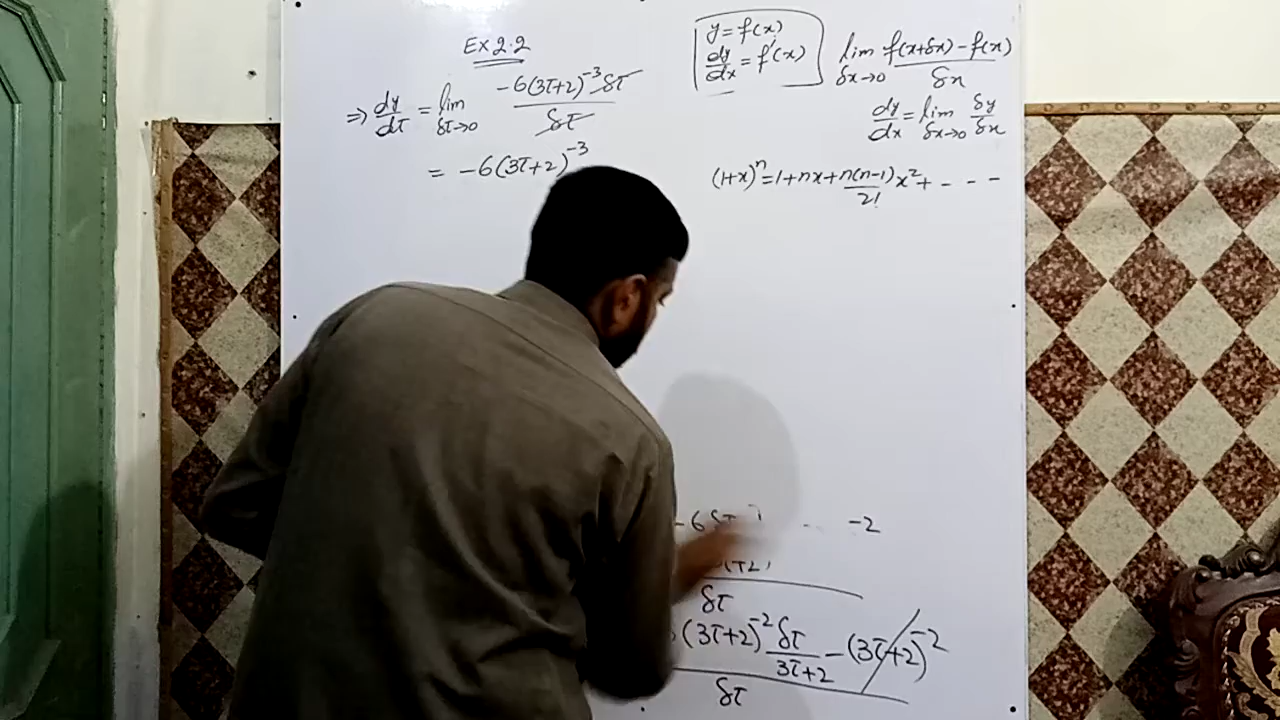 Ex 2.2
⇒ dy/dτ = lim δτ→0 -6(3τ+2)^-3 δτ / δτ
= -6(3τ+2)^-3
y = f(x)
dy/dx = f'(x)
lim δx→0 f(x+δx) - f(x) / δx
dy/dx = lim δx→0 δy/δx
(1+x)^n = 1 + nx + n(n-1)/2! x^2 + - - -
-6δτ -2
δτ
(3τ+2)^-2 δτ/3τ+2 - (3τ+2)^-2
δτ